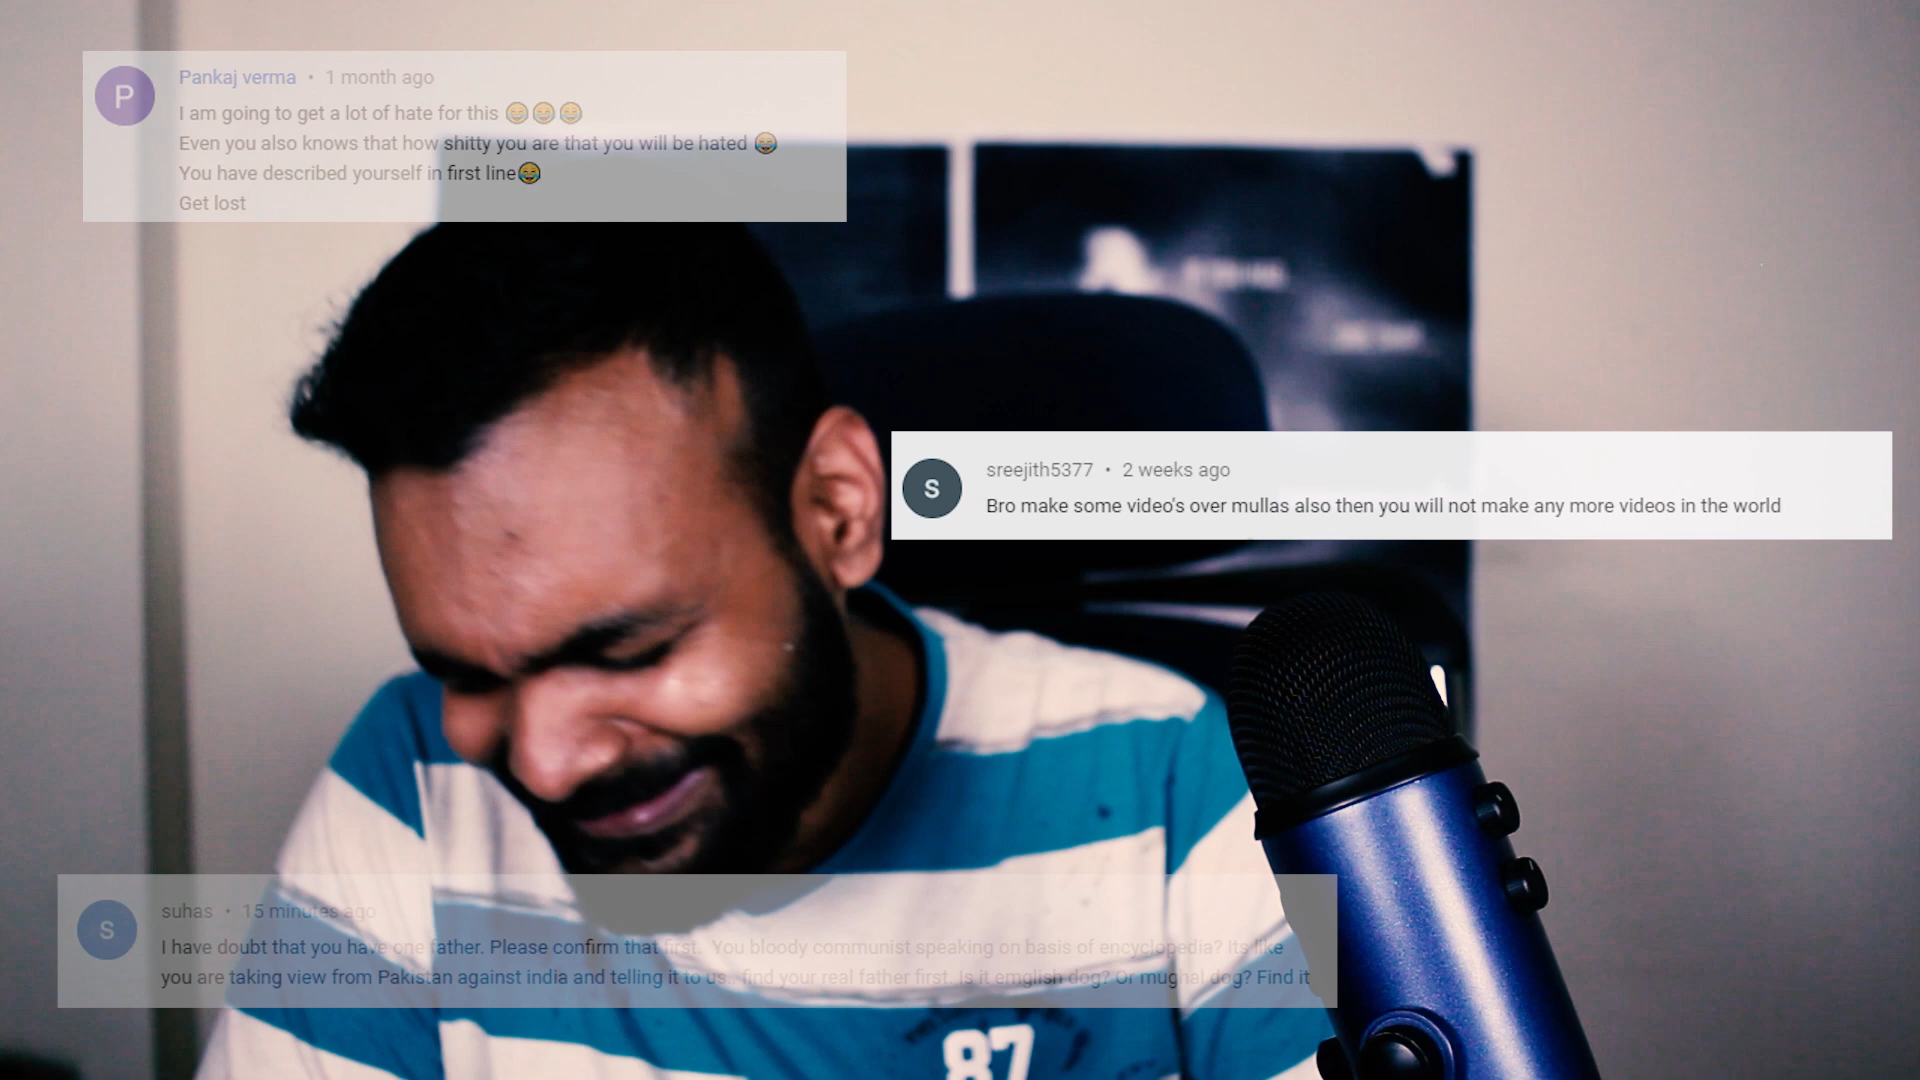 P
Pankaj verma • 1 month ago
I am going to get a lot of hate for this 😂😂😂
Even you also knows that how shitty you are that you will be hated 😂
You have described yourself in first line😂
Get lost
S
sreejith5377 • 2 weeks ago
Bro make some video's over mullas also then you will not make any more videos in the world
S
suhas • 15 minutes ago
I have doubt that you have one father. Please confirm that first. You bloody communist speaking on basis of encyclopedia? Its like
you are taking view from Pakistan against india and telling it to us.. find your real father first. Is it emglish dog? Or mughal dog? Find it
87